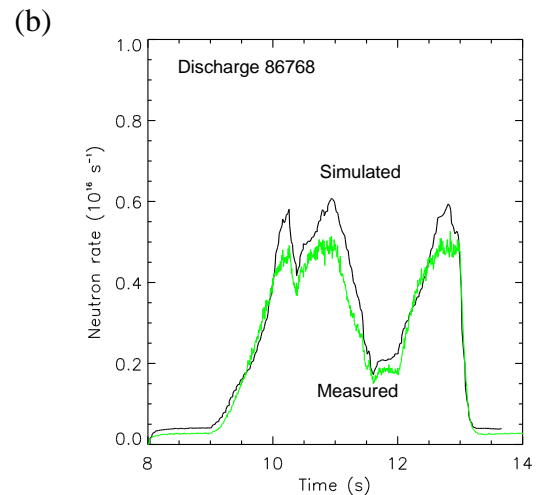 (b)
1.0
Discharge 86768
0.8
Simulated
0.6
Neutron rate (10¹⁶ s⁻¹)
0.4
0.2
Measured
0.0
8 10 12 14
Time (s)